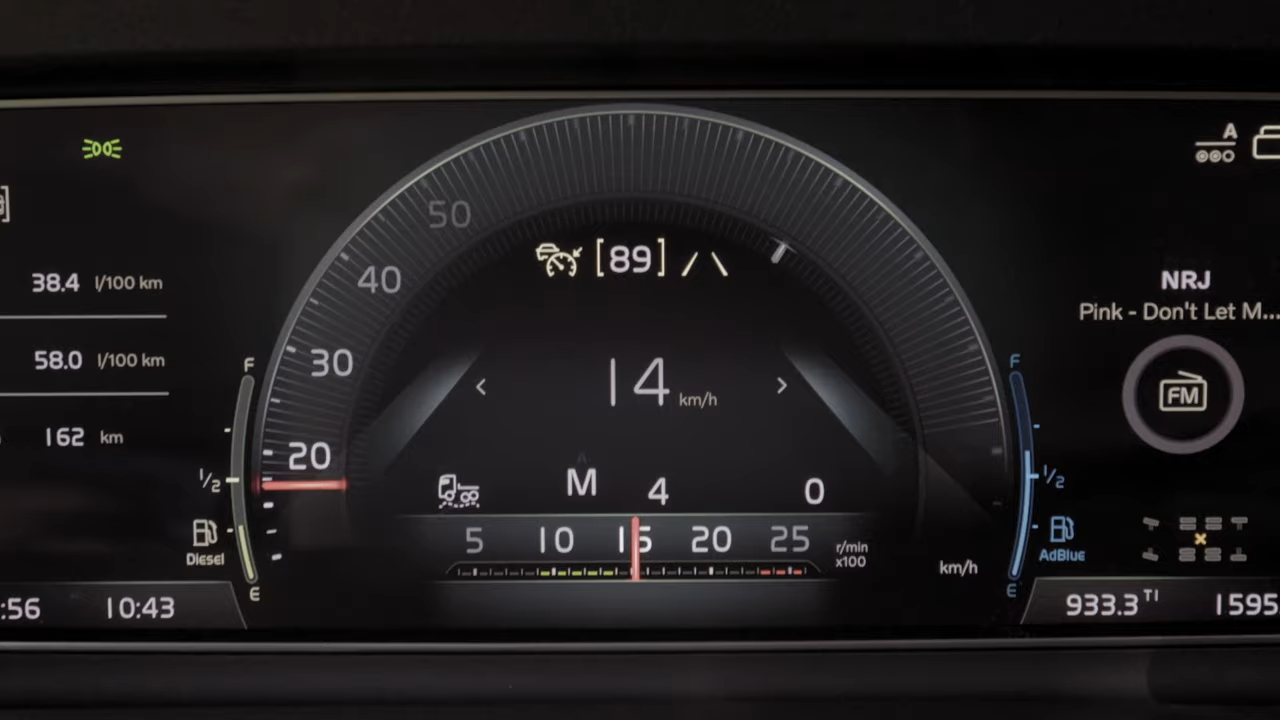 A
50
[89]
NRJ
40
38.4 l/100 km
Pink - Don't Let M...
30
58.0 l/100 km
F
F
14 km/h
FM
162 km
20
1/2
1/2
M 4 0
5 10 15 20 25
r/min
x100
Diesel
AdBlue
km/h
E
E
:56 10:43
933.3 T1
1595